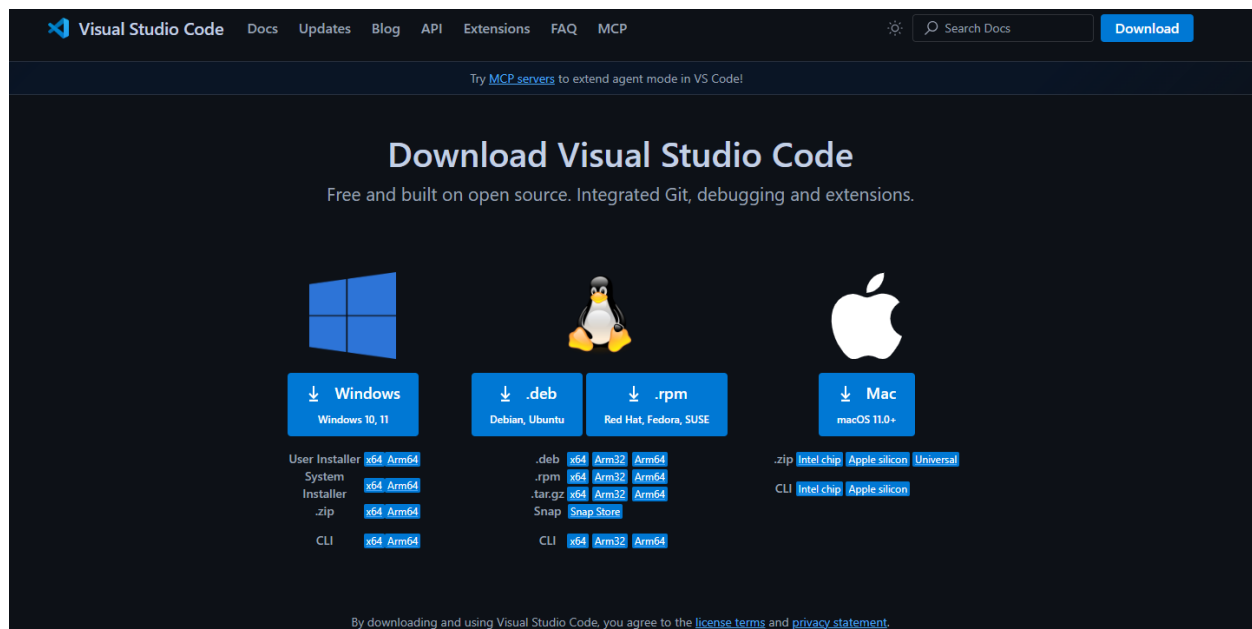 Visual Studio Code Docs Updates Blog API Extensions FAQ MCP Search Docs Download
Try MCP servers to extend agent mode in VS Code!
Download Visual Studio Code
Free and built on open source. Integrated Git, debugging and extensions.
Windows
Windows 10, 11
User Installer x64 Arm64
System
Installer x64 Arm64
.zip x64 Arm64
CLI x64 Arm64
.deb
Debian, Ubuntu
.rpm
Red Hat, Fedora, SUSE
.deb x64 Arm32 Arm64
.rpm x64 Arm32 Arm64
.tar.gz x64 Arm32 Arm64
Snap Snap Store
CLI x64 Arm32 Arm64
Mac
macOS 11.0+
.zip Intel chip Apple silicon Universal
CLI Intel chip Apple silicon
By downloading and using Visual Studio Code, you agree to the license terms and privacy statement.